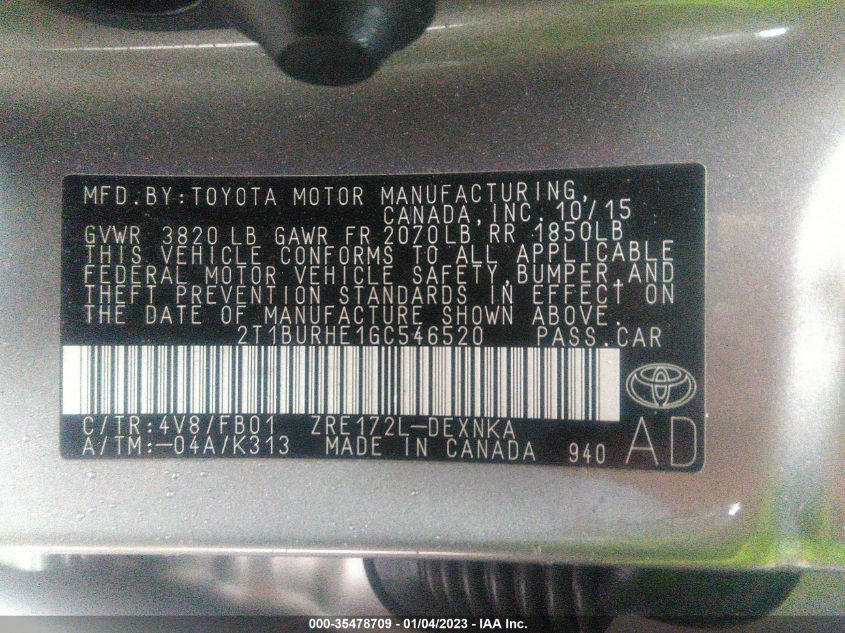 MFD.BY:TOYOTA MOTOR MANUFACTURING,
CANADA,INC. 10/15
GVWR 3820 LB GAWR FR 2070LB RR 1850LB
THIS VEHICLE CONFORMS TO ALL APPLICABLE
FEDERAL MOTOR VEHICLE SAFETY,BUMPER,AND
THEFT PREVENTION STANDARDS IN EFFECT ON
THE DATE OF MANUFACTURE SHOWN ABOVE.
2T1BURHE1GC546520 PASS.CAR
C/TR:4V8/FB01 ZRE172L-DEXNKA
A/TM:-04A/K313 MADE IN CANADA 940 AD
000-35478709 - 01/04/2023 - IAA Inc.